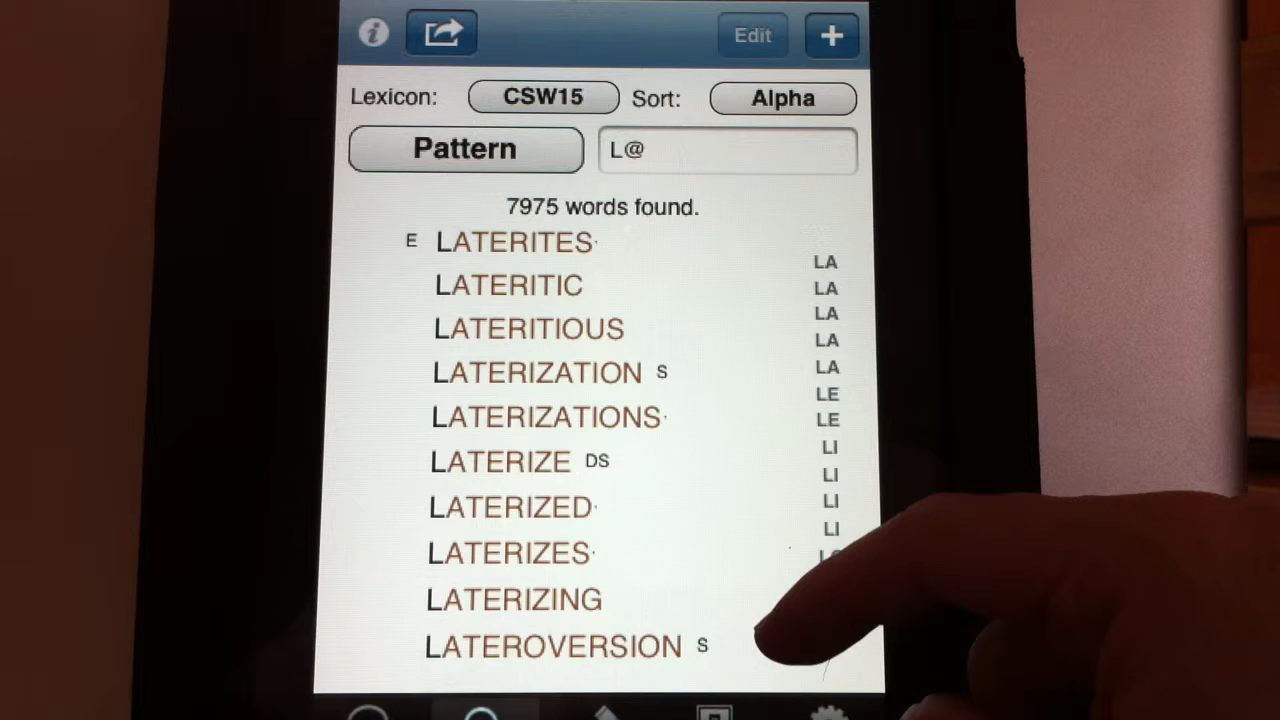 i Edit +
Lexicon: CSW15 Sort: Alpha
Pattern L@
7975 words found.
E LATERITES·
LATERITIC
LATERITIOUS
LATERIZATION S
LATERIZATIONS·
LATERIZE DS
LATERIZED·
LATERIZES·
LATERIZING
LATEROVERSION S
LA
LA
LA
LA
LA
LE
LE
LI
LI
LI
LI